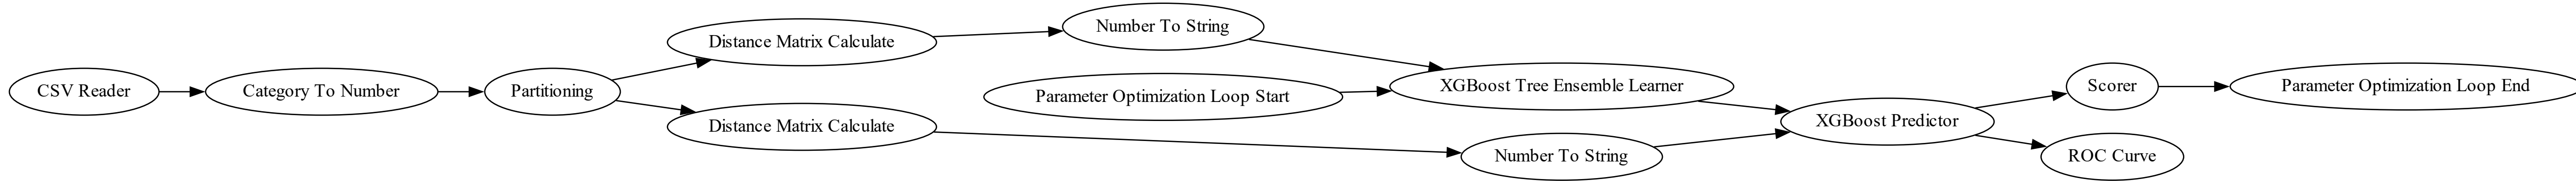 CSV Reader
Category To Number
Partitioning
Distance Matrix Calculate
Distance Matrix Calculate
Number To String
Parameter Optimization Loop Start
XGBoost Tree Ensemble Learner
Number To String
XGBoost Predictor
Scorer
ROC Curve
Parameter Optimization Loop End